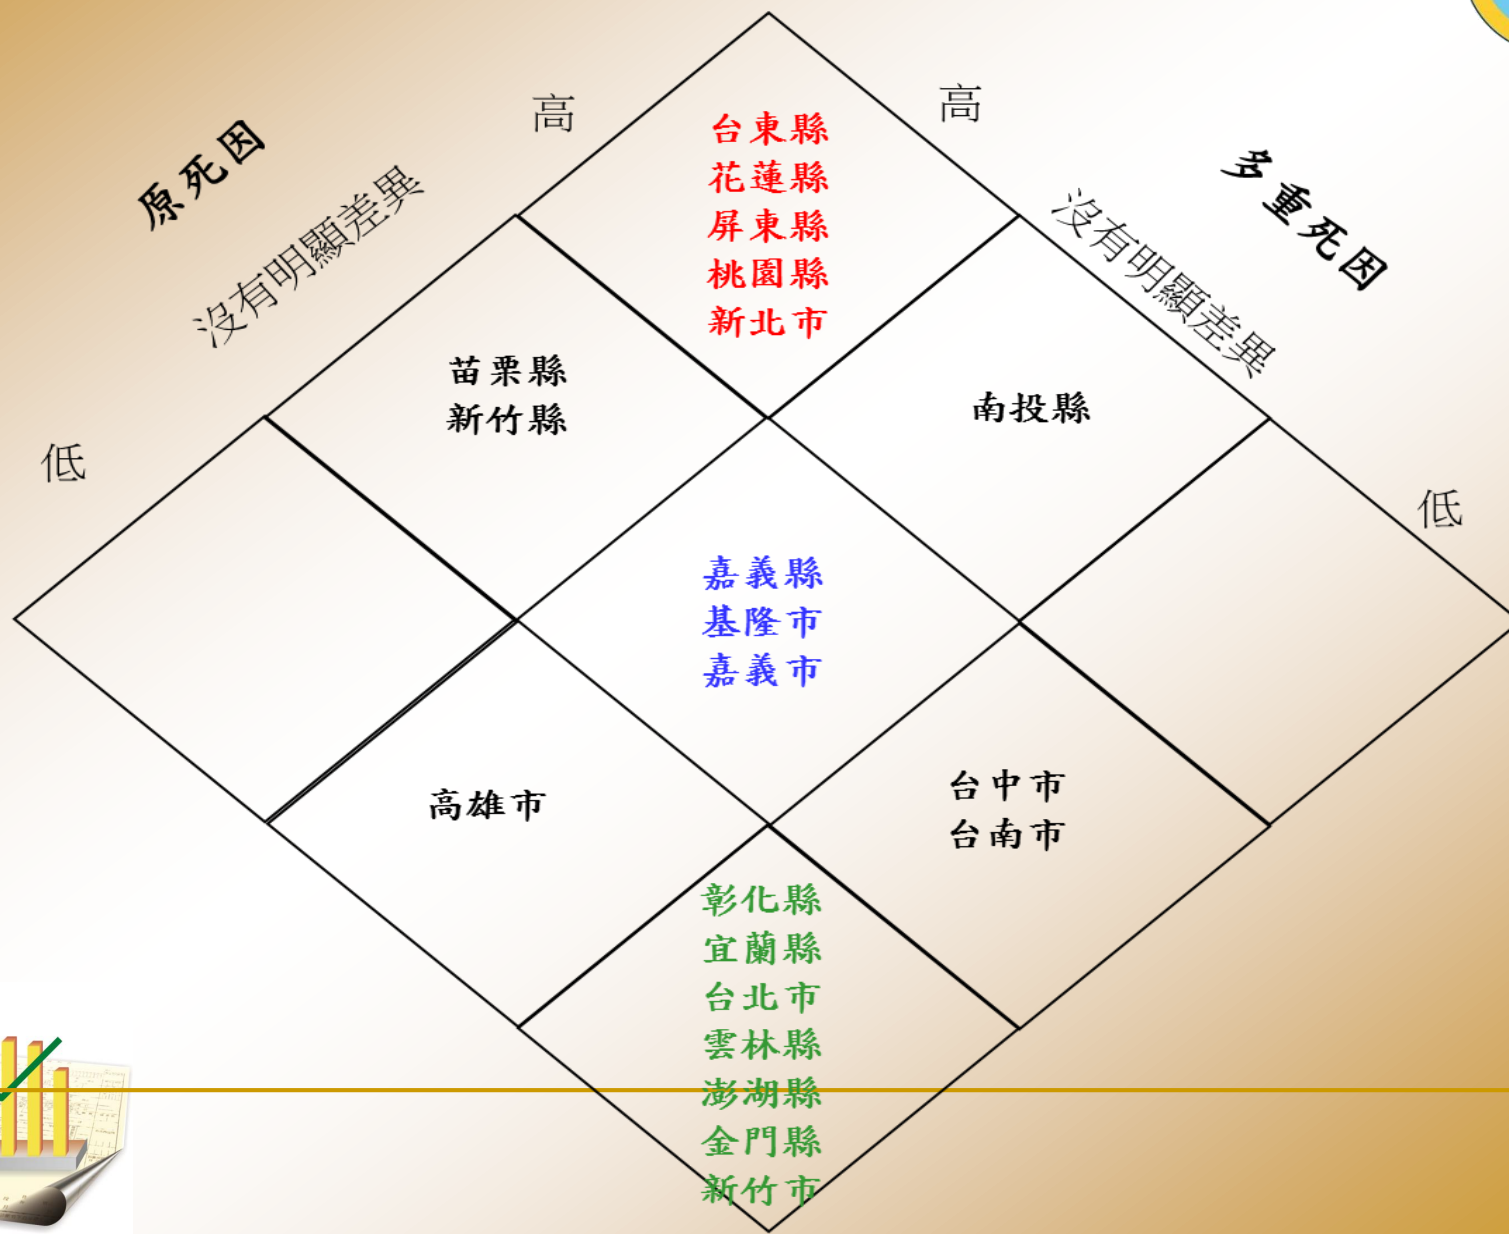 原死因
高
沒有明顯差異
低
多重死因
高
沒有明顯差異
低
台東縣
花蓮縣
屏東縣
桃園縣
新北市
苗栗縣
新竹縣
南投縣
嘉義縣
基隆市
嘉義市
高雄市
台中市
台南市
彰化縣
宜蘭縣
台北市
雲林縣
澎湖縣
金門縣
新竹市